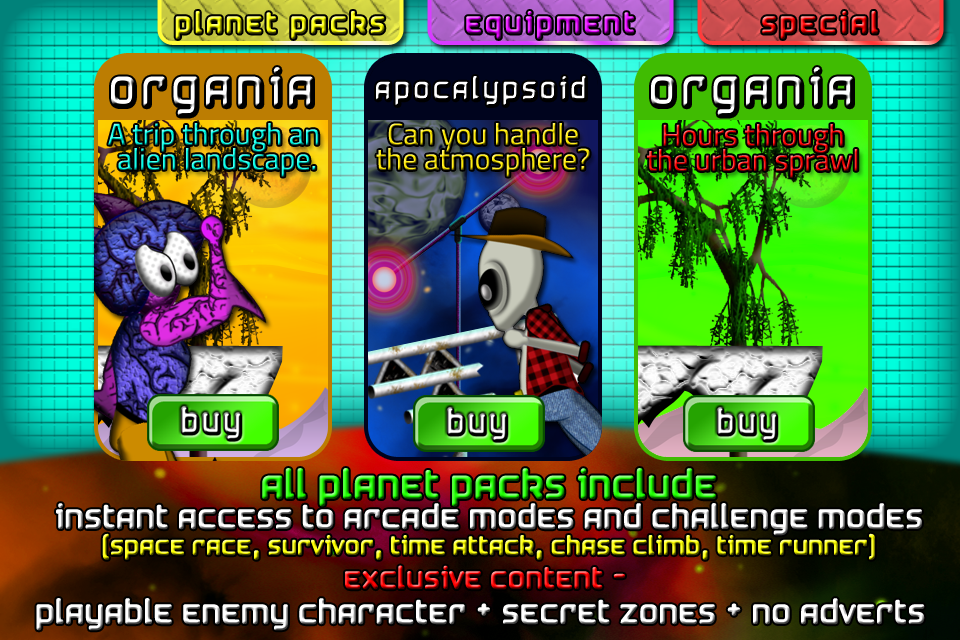 planet packs
equipment
special
organia
apocalypsoid
organia
A trip through an
alien landscape.
Can you handle
the atmosphere?
Hours through
the urban sprawl
buy
buy
buy
all planet packs include
instant access to arcade modes and challenge modes
(space race, survivor, time attack, chase climb, time runner)
exclusive content -
playable enemy character + secret zones + no adverts